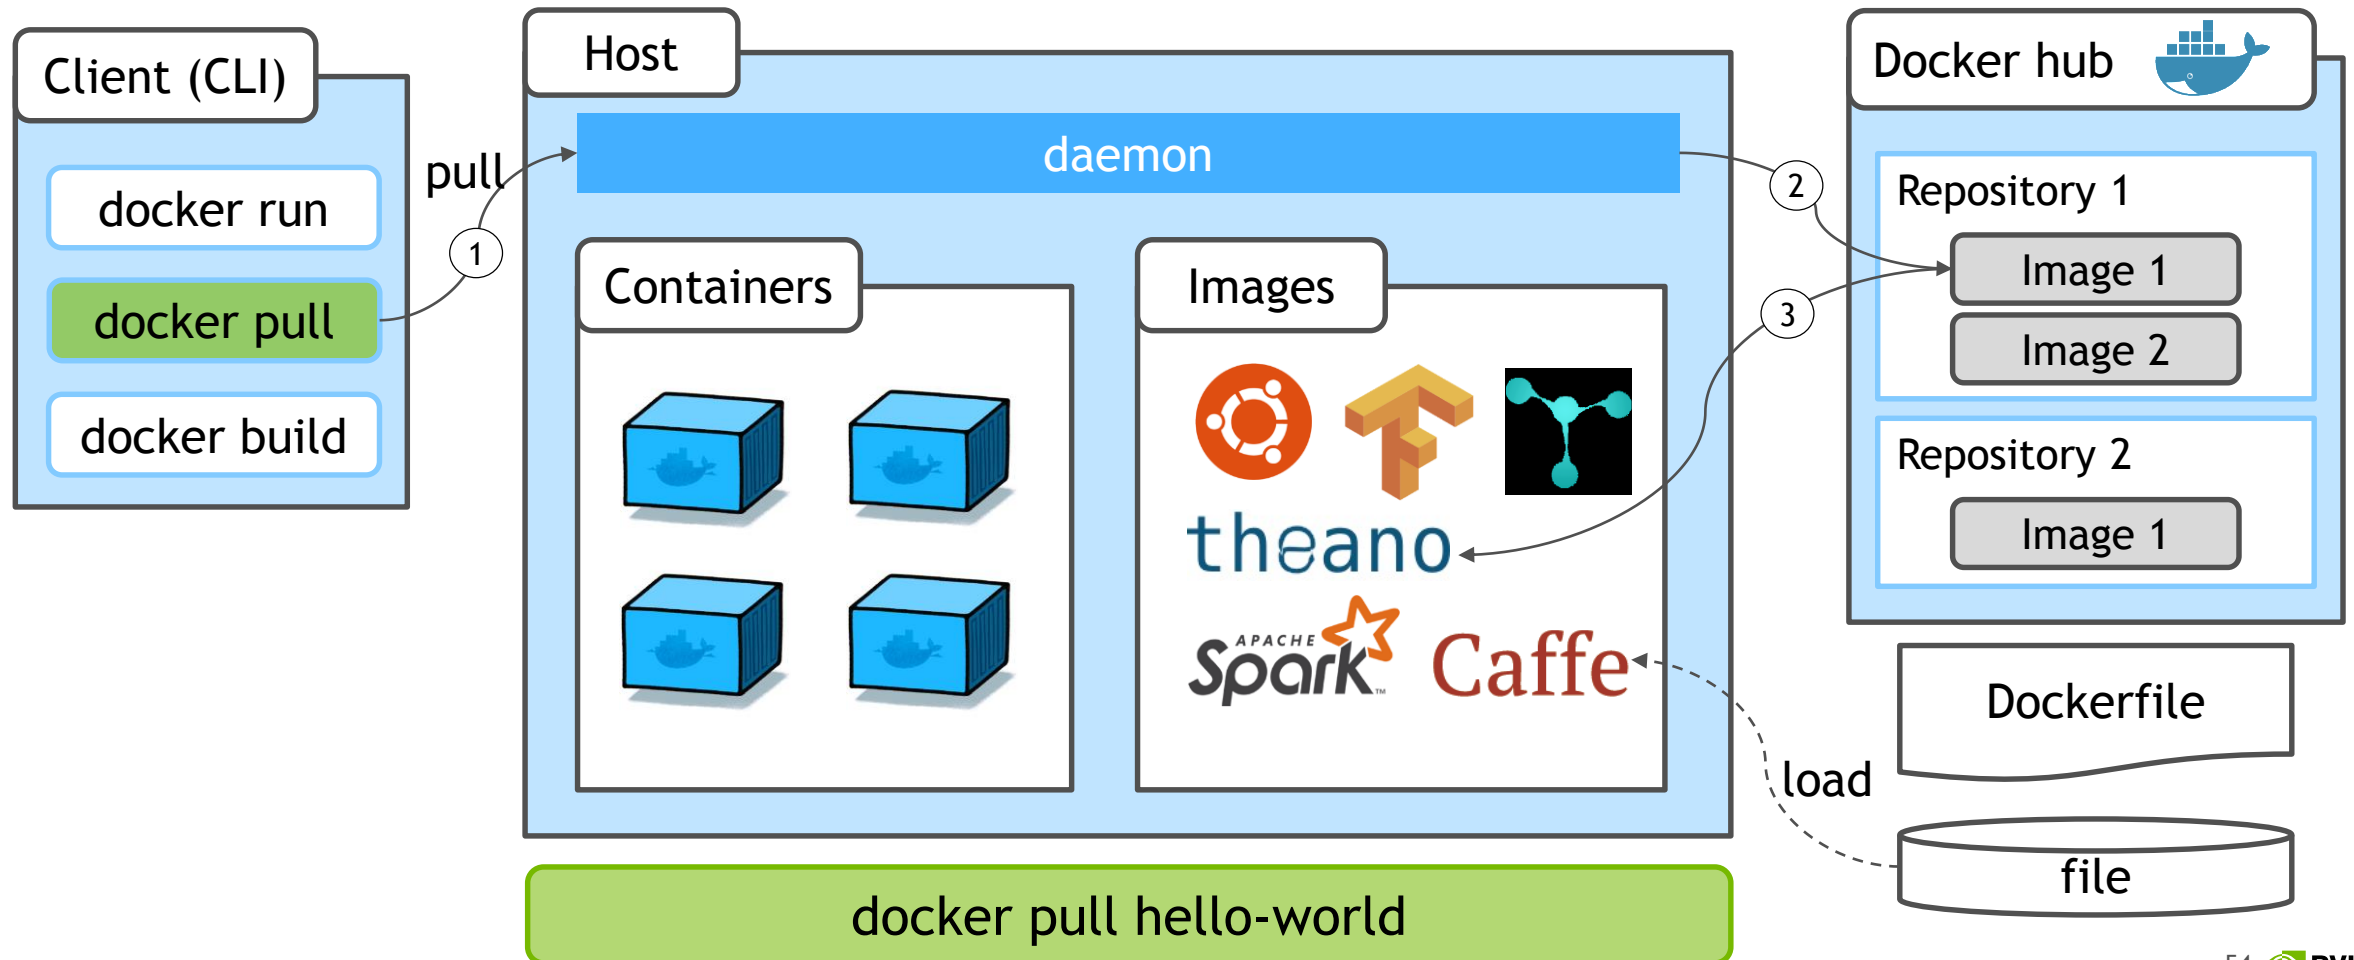 Client (CLI)
docker run
docker pull
docker build
pull
1
Host
daemon
Containers
Images
theano
APACHE
Spark
TM
Caffe
docker pull hello-world
2
3
load
Docker hub
Repository 1
Image 1
Image 2
Repository 2
Image 1
Dockerfile
file